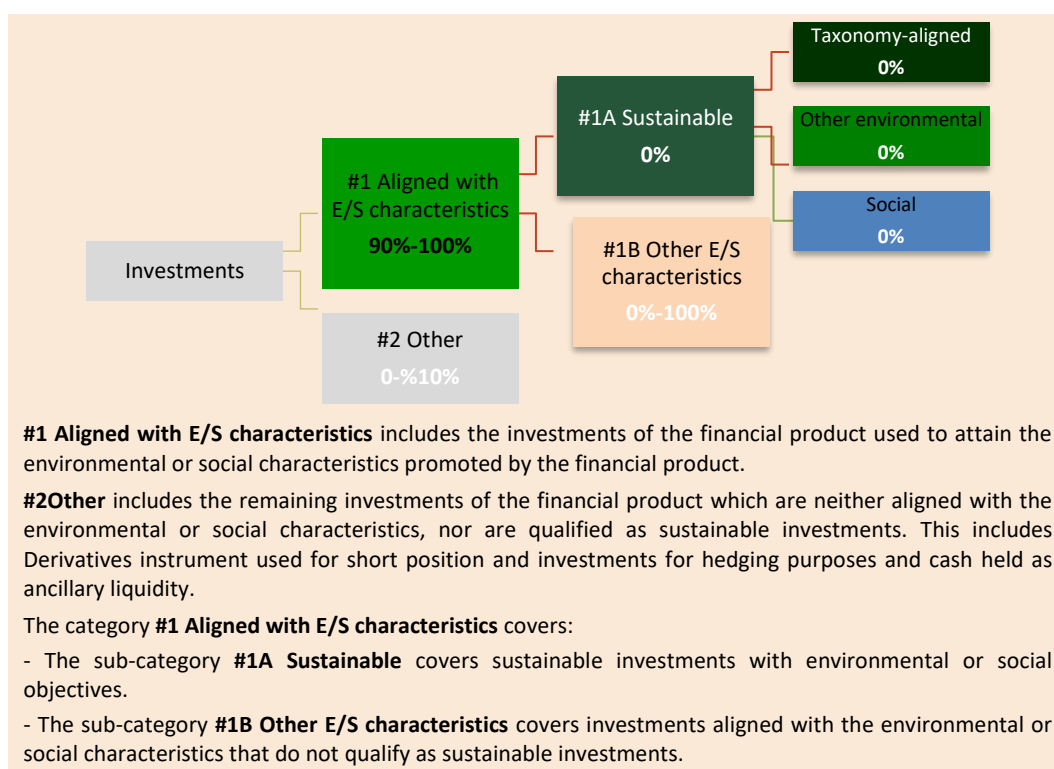 Taxonomy-aligned
0%
#1A Sustainable
0%
Other environmental
0%
#1 Aligned with
E/S characteristics
90%-100%
Social
0%
Investments
#1B Other E/S
characteristics
0%-100%
#2 Other
0-%10%
#1 Aligned with E/S characteristics includes the investments of the financial product used to attain the
environmental or social characteristics promoted by the financial product.
#2Other includes the remaining investments of the financial product which are neither aligned with the
environmental or social characteristics, nor are qualified as sustainable investments. This includes
Derivatives instrument used for short position and investments for hedging purposes and cash held as
ancillary liquidity.
The category #1 Aligned with E/S characteristics covers:
- The sub-category #1A Sustainable covers sustainable investments with environmental or social
objectives.
- The sub-category #1B Other E/S characteristics covers investments aligned with the environmental or
social characteristics that do not qualify as sustainable investments.